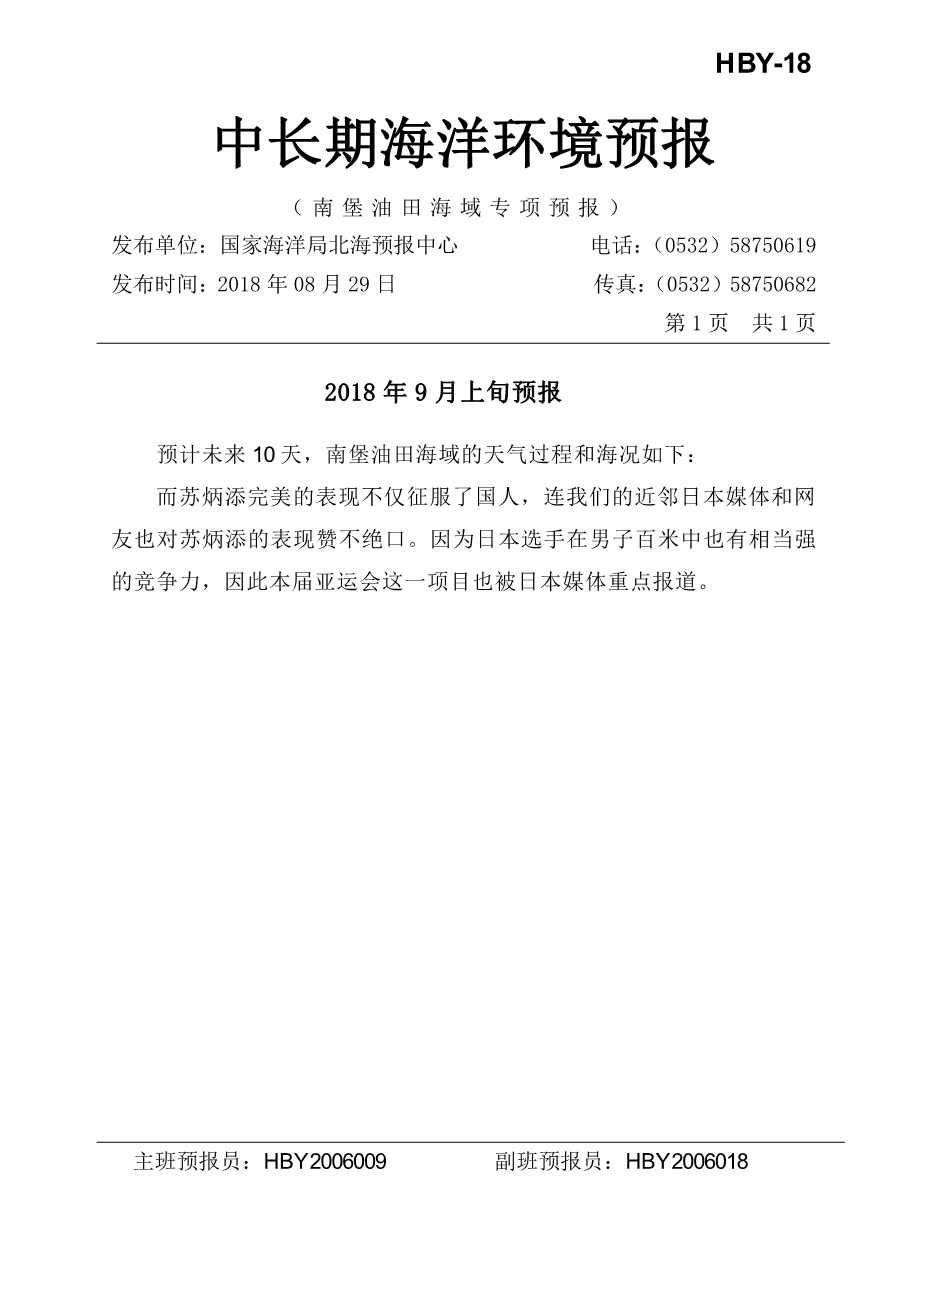 HBY-18
中长期海洋环境预报
（南堡油田海域专项预报）
发布单位：国家海洋局北海预报中心 电话：（0532）58750619
发布时间：2018 年 08 月 29 日 传真：（0532）58750682
第 1 页 共 1 页
2018 年 9 月上旬预报
预计未来 10 天，南堡油田海域的天气过程和海况如下：
而苏炳添完美的表现不仅征服了国人，连我们的近邻日本媒体和网
友也对苏炳添的表现赞不绝口。因为日本选手在男子百米中也有相当强
的竞争力，因此本届亚运会这一项目也被日本媒体重点报道。
主班预报员：HBY2006009 副班预报员：HBY2006018